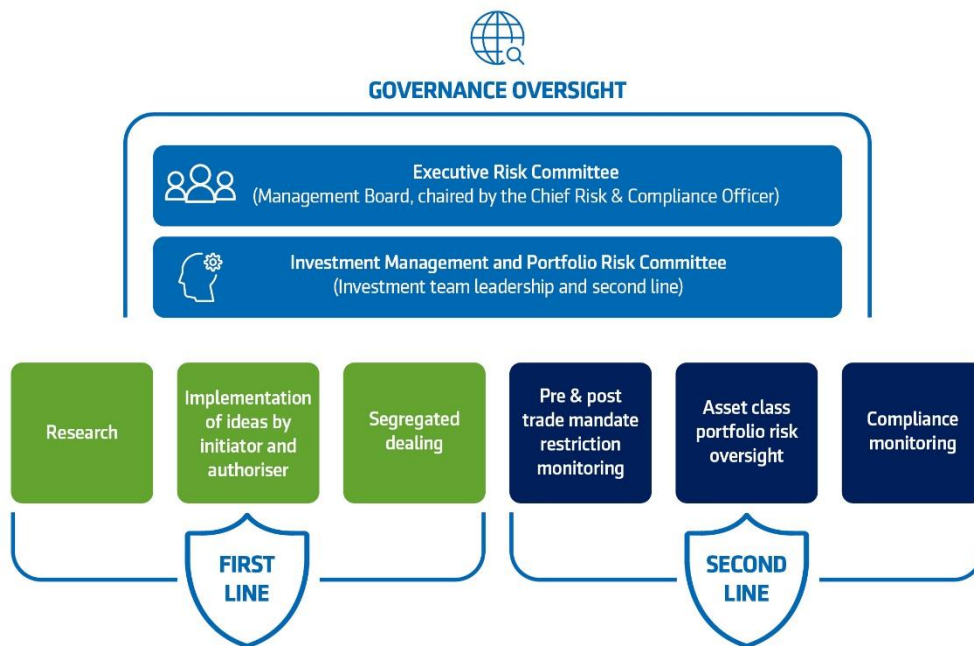 GOVERNANCE OVERSIGHT
Executive Risk Committee
(Management Board, chaired by the Chief Risk & Compliance Officer)
Investment Management and Portfolio Risk Committee
(Investment team leadership and second line)
Research
Implementation
of ideas by
initiator and
authoriser
Segregated
dealing
Pre & post
trade mandate
restriction
monitoring
Asset class
portfolio risk
oversight
Compliance
monitoring
FIRST
LINE
SECOND
LINE